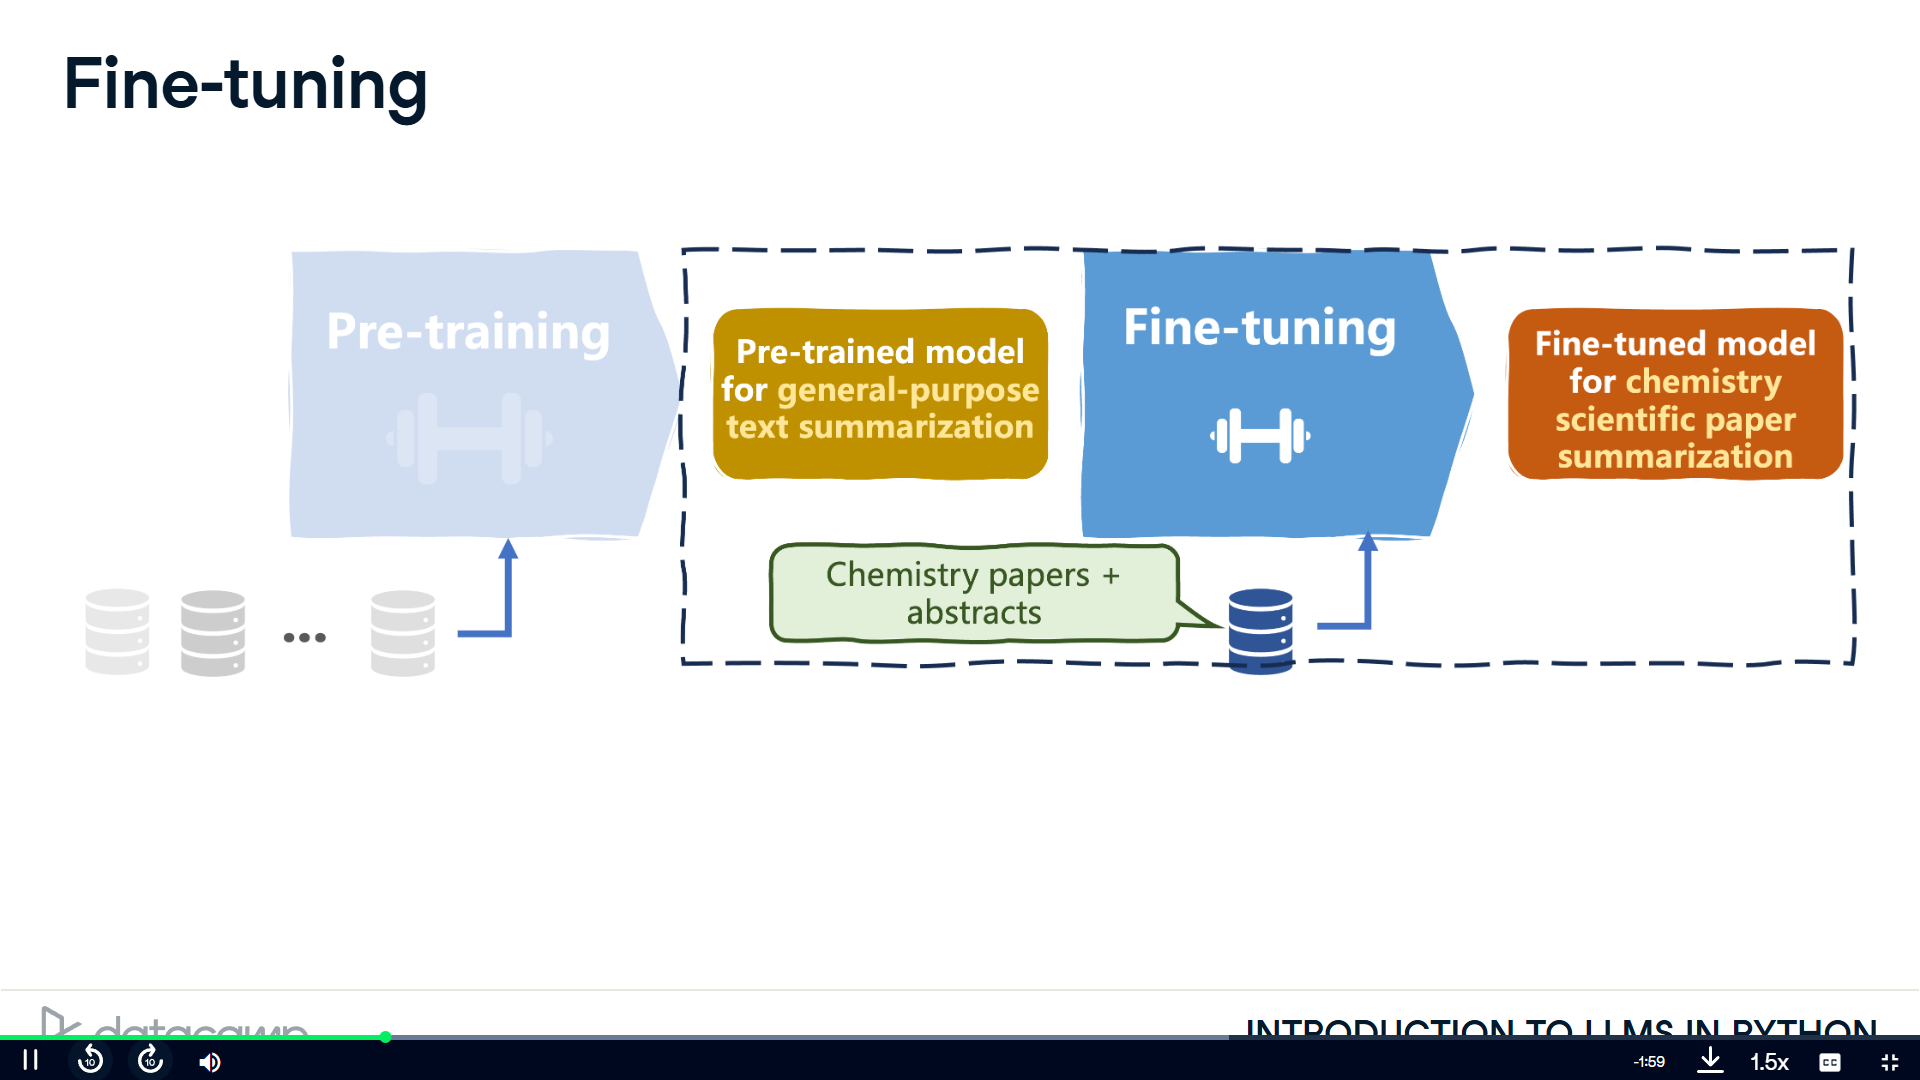 Fine-tuning
Pre-training
Pre-trained model
for general-purpose
text summarization
Fine-tuning
Fine-tuned model
for chemistry
scientific paper
summarization
Chemistry papers +
abstracts
datacamp
INTRODUCTION TO LLMS IN PYTHON
10
10
-1:59
1.5x
CC